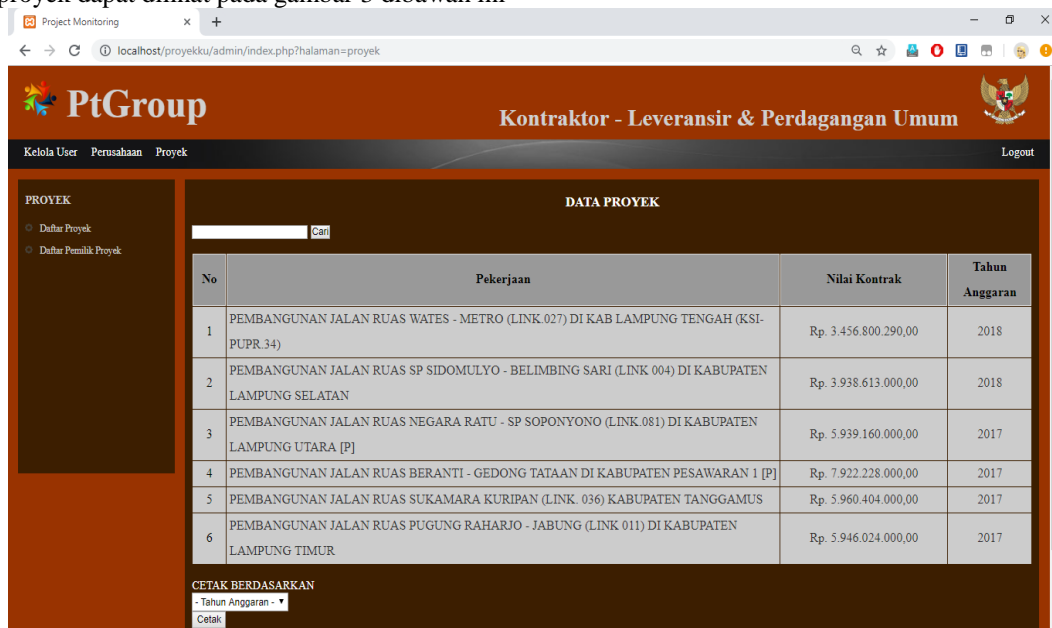 proyek dapat dilihat pada gambar 3 dibawah ini
Project Monitoring
localhost/proyekku/admin/index.php?halaman=proyek
PtGroup
Kontraktor - Leveransir & Perdagangan Umum
Kelola User Perusahaan Proyek Logout
PROYEK
Daftar Proyek
Daftar Pemilik Proyek
DATA PROYEK
Cari
No Pekerjaan Nilai Kontrak Tahun Anggaran
1 PEMBANGUNAN JALAN RUAS WATES - METRO (LINK.027) DI KAB LAMPUNG TENGAH (KSI-
PUPR.34) Rp. 3.456.800.290,00 2018
2 PEMBANGUNAN JALAN RUAS SP SIDOMULYO - BELIMBING SARI (LINK 004) DI KABUPATEN
LAMPUNG SELATAN Rp. 3.938.613.000,00 2018
3 PEMBANGUNAN JALAN RUAS NEGARA RATU - SP SOPONYONO (LINK.081) DI KABUPATEN
LAMPUNG UTARA [P] Rp. 5.939.160.000,00 2017
4 PEMBANGUNAN JALAN RUAS BERANTI - GEDONG TATAAN DI KABUPATEN PESAWARAN 1 [P] Rp. 7.922.228.000,00 2017
5 PEMBANGUNAN JALAN RUAS SUKAMARA KURIPAN (LINK. 036) KABUPATEN TANGGAMUS Rp. 5.960.404.000,00 2017
6 PEMBANGUNAN JALAN RUAS PUGUNG RAHARJO - JABUNG (LINK 011) DI KABUPATEN
LAMPUNG TIMUR Rp. 5.946.024.000,00 2017
CETAK BERDASARKAN
- Tahun Anggaran -
Cetak